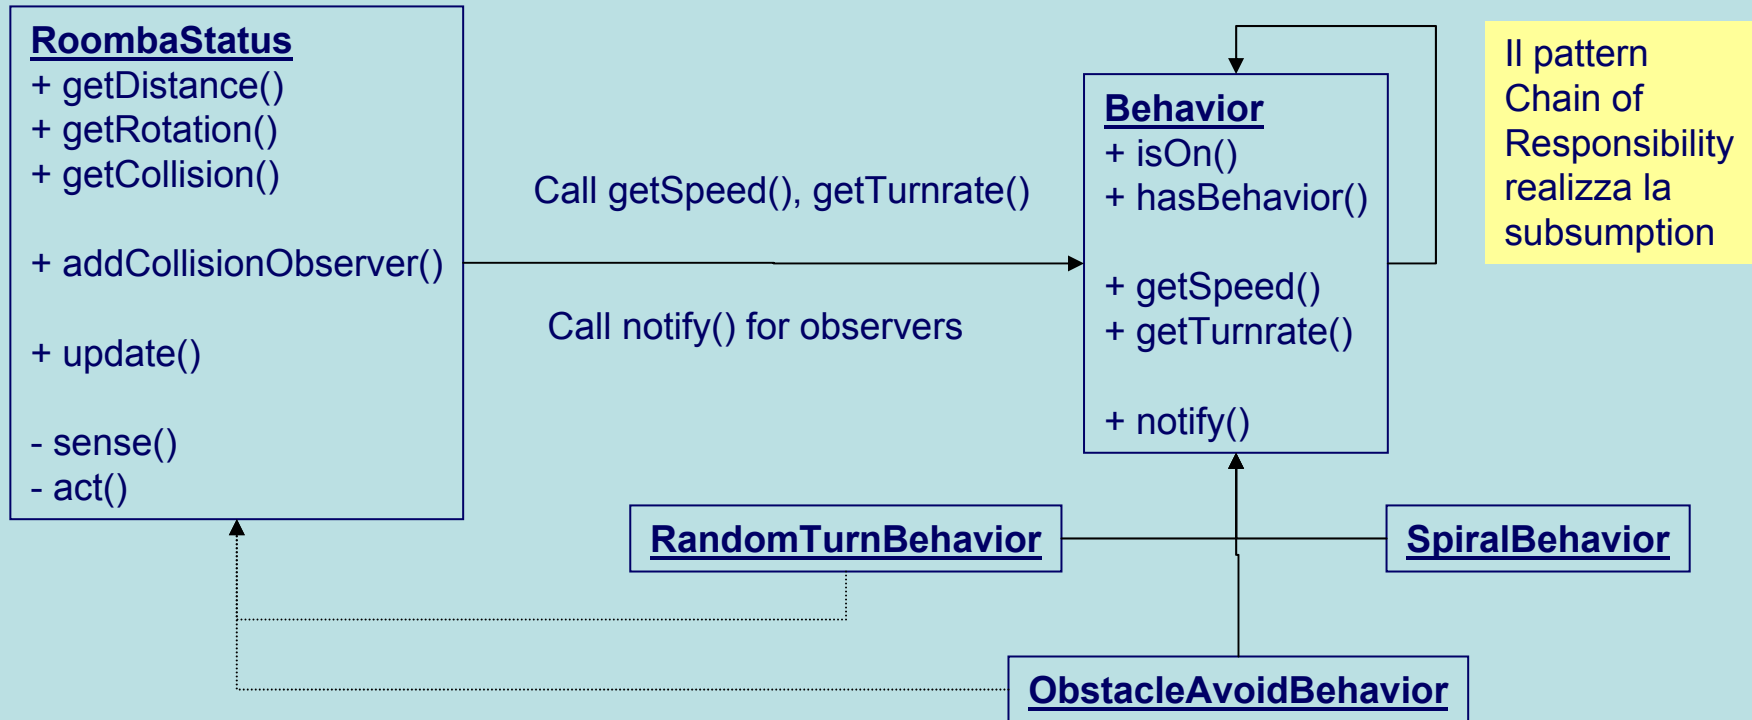 RoombaStatus
+ getDistance()
+ getRotation()
+ getCollision()
+ addCollisionObserver()
+ update()
- sense()
- act()
Call getSpeed(), getTurnrate()
Call notify() for observers
Behavior
+ isOn()
+ hasBehavior()
+ getSpeed()
+ getTurnrate()
+ notify()
Il pattern
Chain of
Responsibility
realizza la
subsumption
RandomTurnBehavior
SpiralBehavior
ObstacleAvoidBehavior